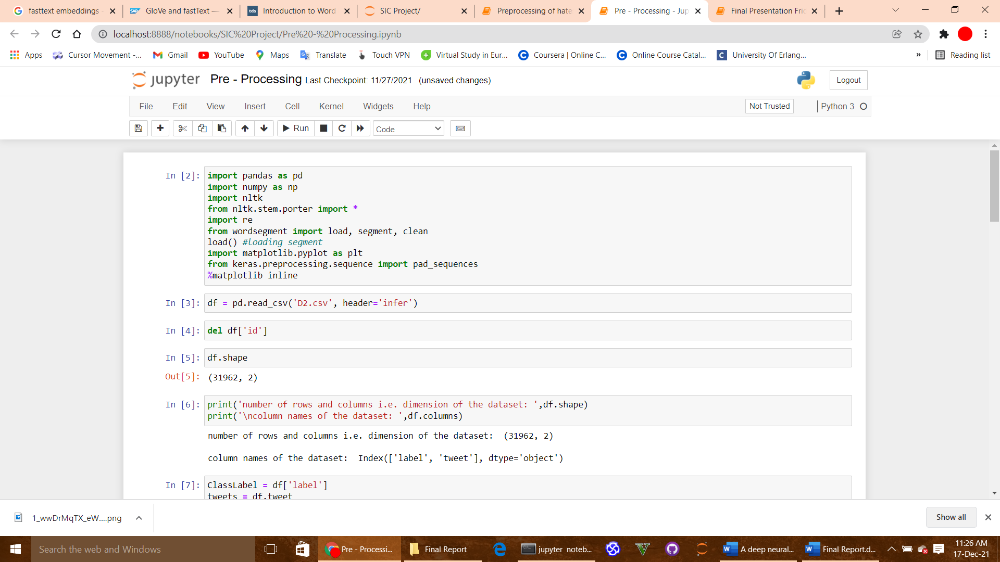 fasttext embeddings
GloVe and fastText —
tds Introduction to Word
SIC Project/
Preprocessing of hate
Pre - Processing - Jup
Final Presentation Fric
localhost:8888/notebooks/SIC%20Project/Pre%20-%20Processing.ipynb
Apps
Cursor Movement -...
Gmail
YouTube
Maps
Translate
Touch VPN
Virtual Study in Eur...
Coursera | Online C...
Online Course Catal...
University Of Erlang...
»
Reading list
jupyter Pre - Processing Last Checkpoint: 11/27/2021 (unsaved changes)
Logout
File Edit View Insert Cell Kernel Widgets Help
Not Trusted
Python 3
Run
Code
In [2]: import pandas as pd
import numpy as np
import nltk
from nltk.stem.porter import *
import re
from wordsegment import load, segment, clean
load() #loading segment
import matplotlib.pyplot as plt
from keras.preprocessing.sequence import pad_sequences
%matplotlib inline
In [3]: df = pd.read_csv('D2.csv', header='infer')
In [4]: del df['id']
In [5]: df.shape
Out[5]: (31962, 2)
In [6]: print('number of rows and columns i.e. dimension of the dataset: ',df.shape)
print('\ncolumn names of the dataset: ',df.columns)
number of rows and columns i.e. dimension of the dataset:  (31962, 2)
column names of the dataset:  Index(['label', 'tweet'], dtype='object')
In [7]: ClassLabel = df['label']
tweets = df.tweet
1_wwDrMqTX_eW....png
Show all
Search the web and Windows
Pre - Processi...
Final Report
jupyter noteb...
A deep neural...
Final Report.d...
11:26 AM
17-Dec-21